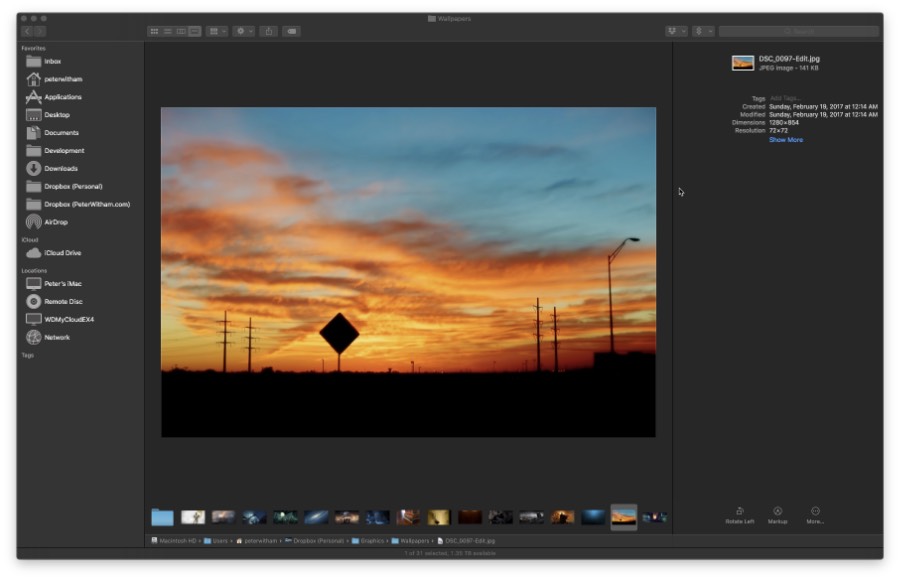 Wallpapers
Search
Favorites
Inbox
peterwitham
Applications
Desktop
Documents
Development
Downloads
Dropbox (Personal)
Dropbox (PeterWitham.com)
AirDrop
iCloud
iCloud Drive
Locations
Peter's iMac
Remote Disc
WDMyCloudEX4
Network
Tags
DSC_0097-Edit.jpg
JPEG image - 141 KB
Tags Add Tags...
Created Sunday, February 19, 2017 at 12:14 AM
Modified Sunday, February 19, 2017 at 12:14 AM
Dimensions 1280×854
Resolution 72×72
Show More
Rotate Left Markup More...
Macintosh HD Users peterwitham Dropbox (Personal) Graphics Wallpapers DSC_0097-Edit.jpg
1 of 31 selected, 1.20 TB available